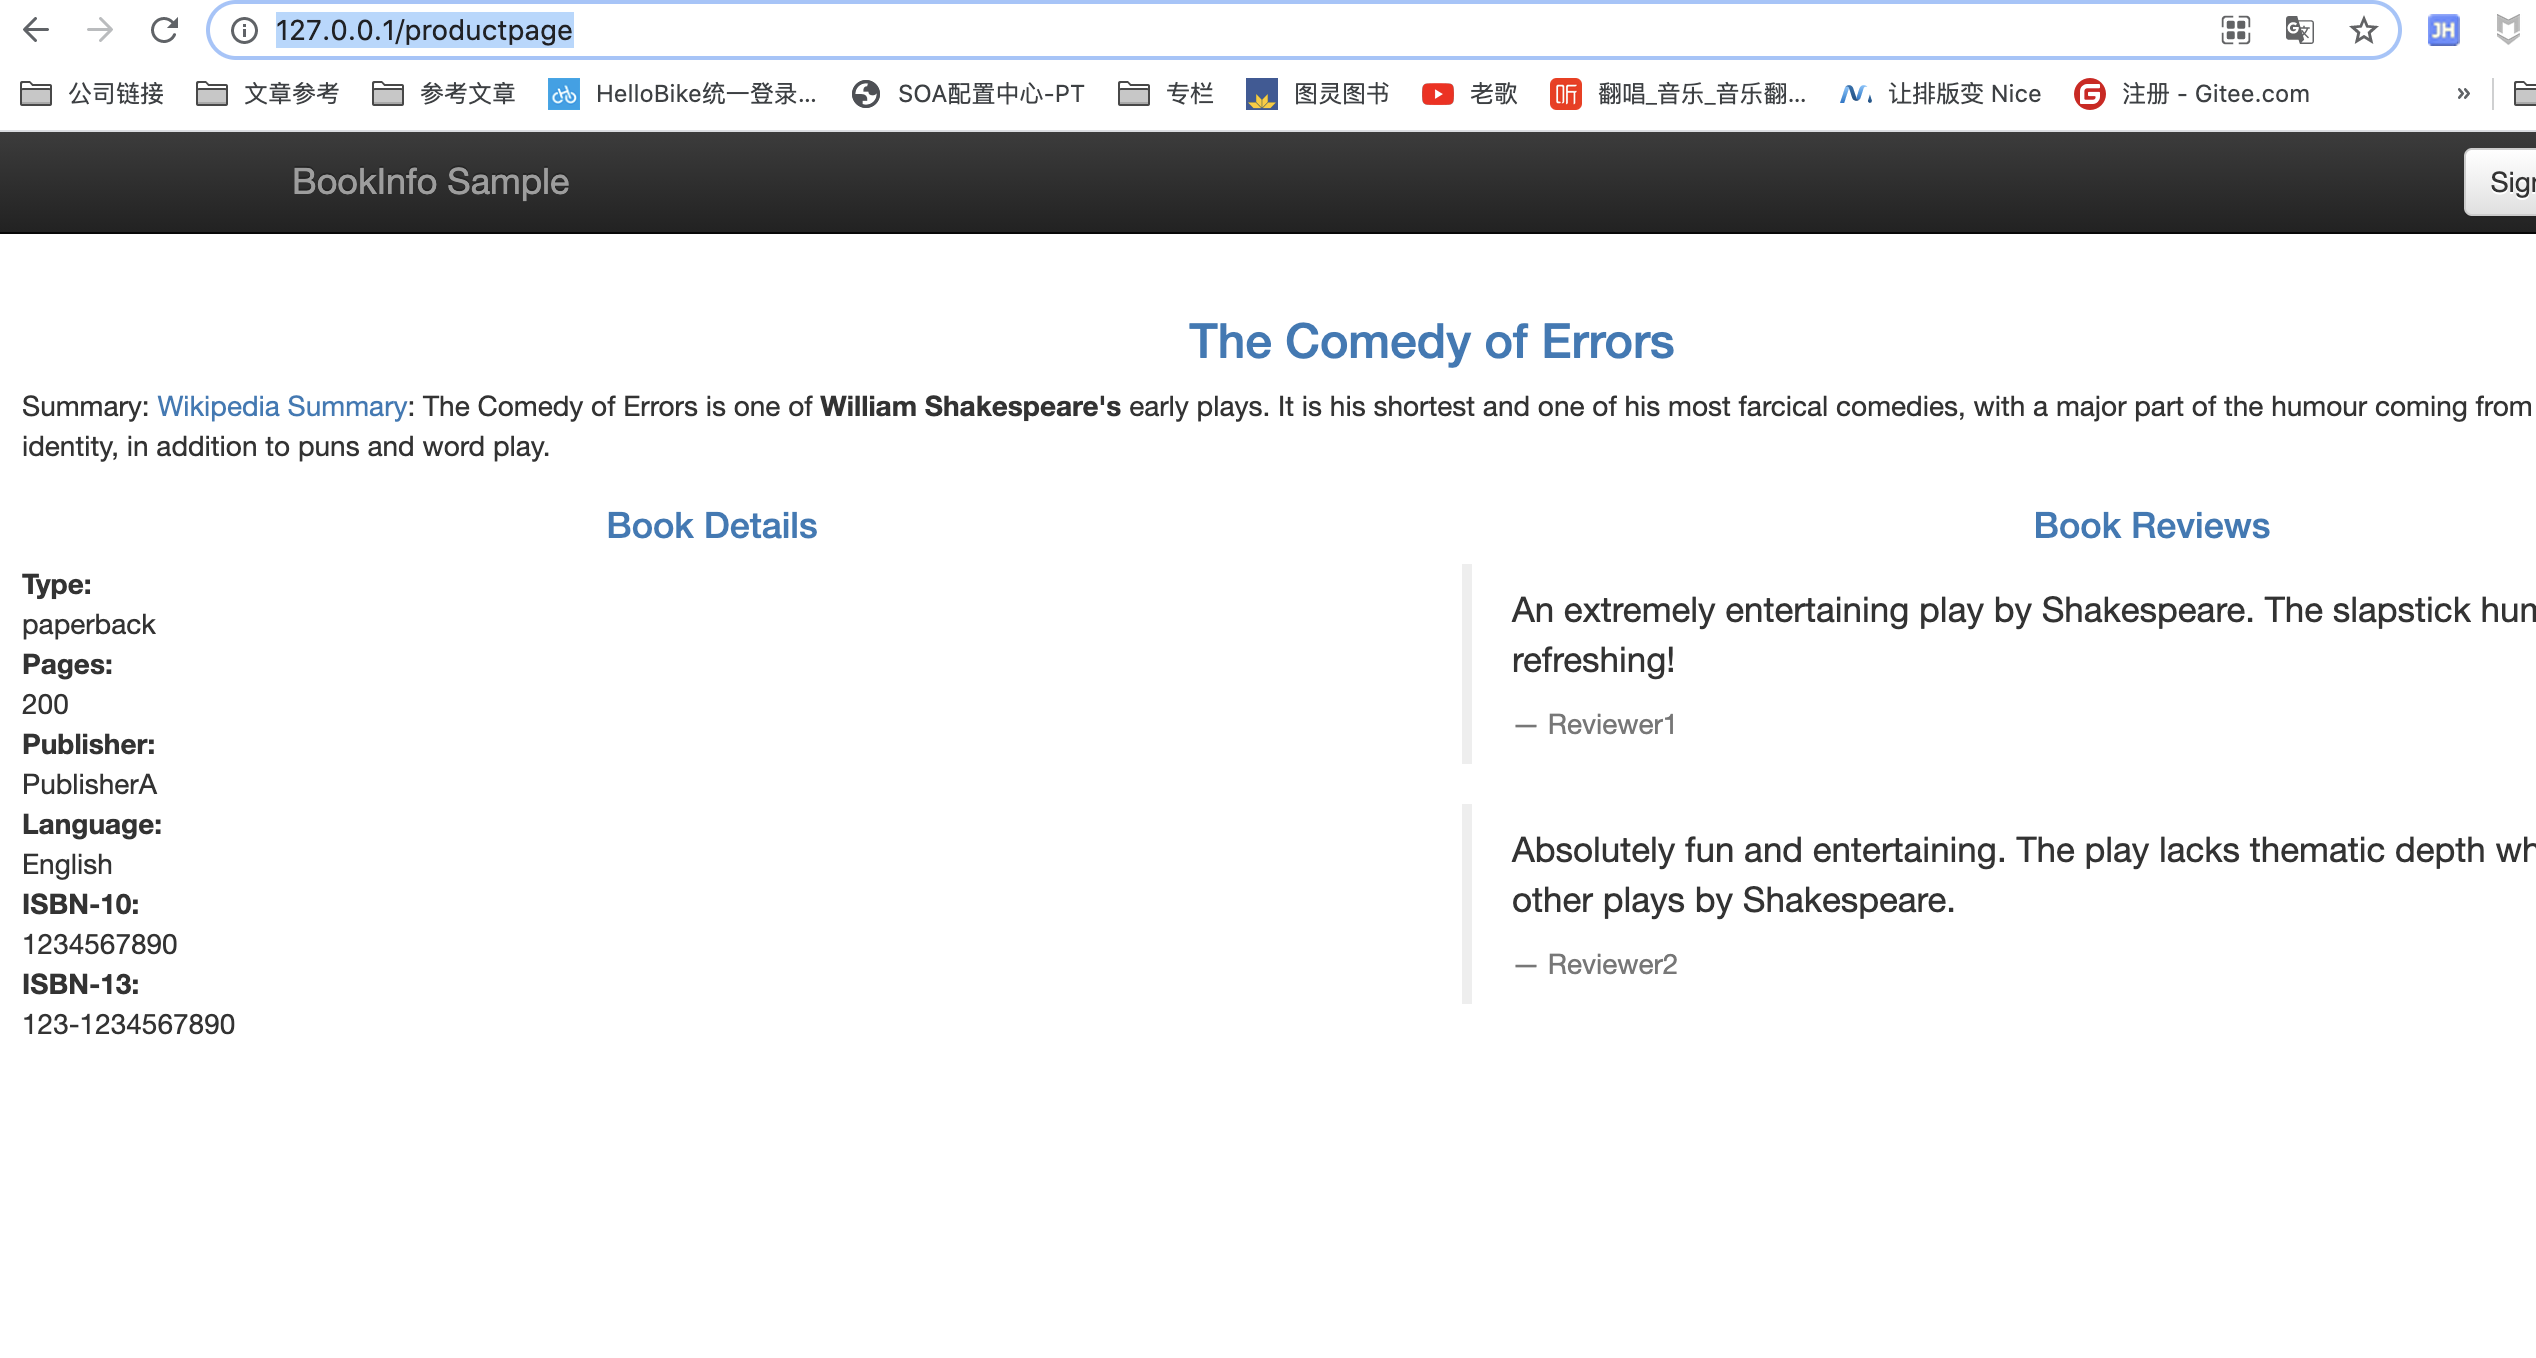 127.0.0.1/productpage
公司链接 文章参考 参考文章 HelloBike统一登录... SOA配置中心-PT 专栏 图灵图书 老歌 听 翻唱_音乐_音乐翻... 让排版变 Nice 注册 - Gitee.com »
BookInfo Sample
The Comedy of Errors
Summary: Wikipedia Summary: The Comedy of Errors is one of William Shakespeare's early plays. It is his shortest and one of his most farcical comedies, with a major part of the humour coming from
identity, in addition to puns and word play.
Book Details
Type:
paperback
Pages:
200
Publisher:
PublisherA
Language:
English
ISBN-10:
1234567890
ISBN-13:
123-1234567890
Book Reviews
An extremely entertaining play by Shakespeare. The slapstick
refreshing!
— Reviewer1
Absolutely fun and entertaining. The play lacks thematic depth
other plays by Shakespeare.
— Reviewer2